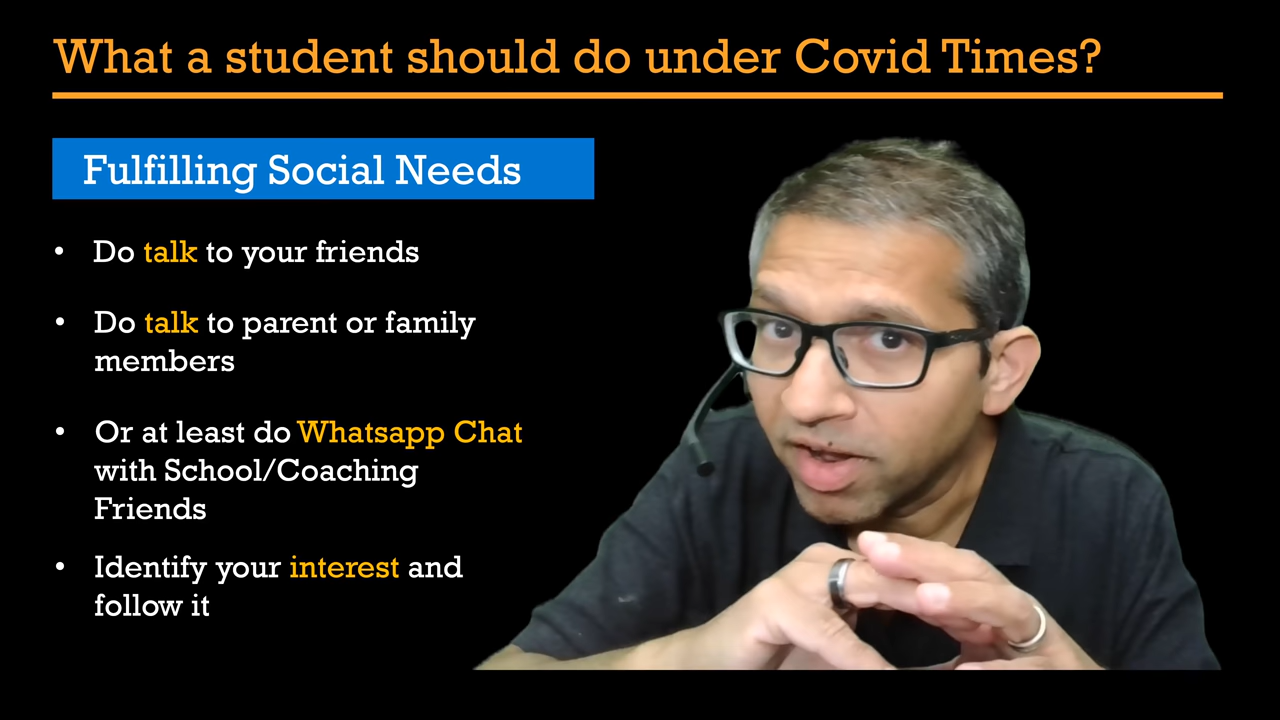 What a student should do under Covid Times?
Fulfilling Social Needs
• Do talk to your friends
• Do talk to parent or family
members
• Or at least do Whatsapp Chat
with School/Coaching
Friends
• Identify your interest and
follow it